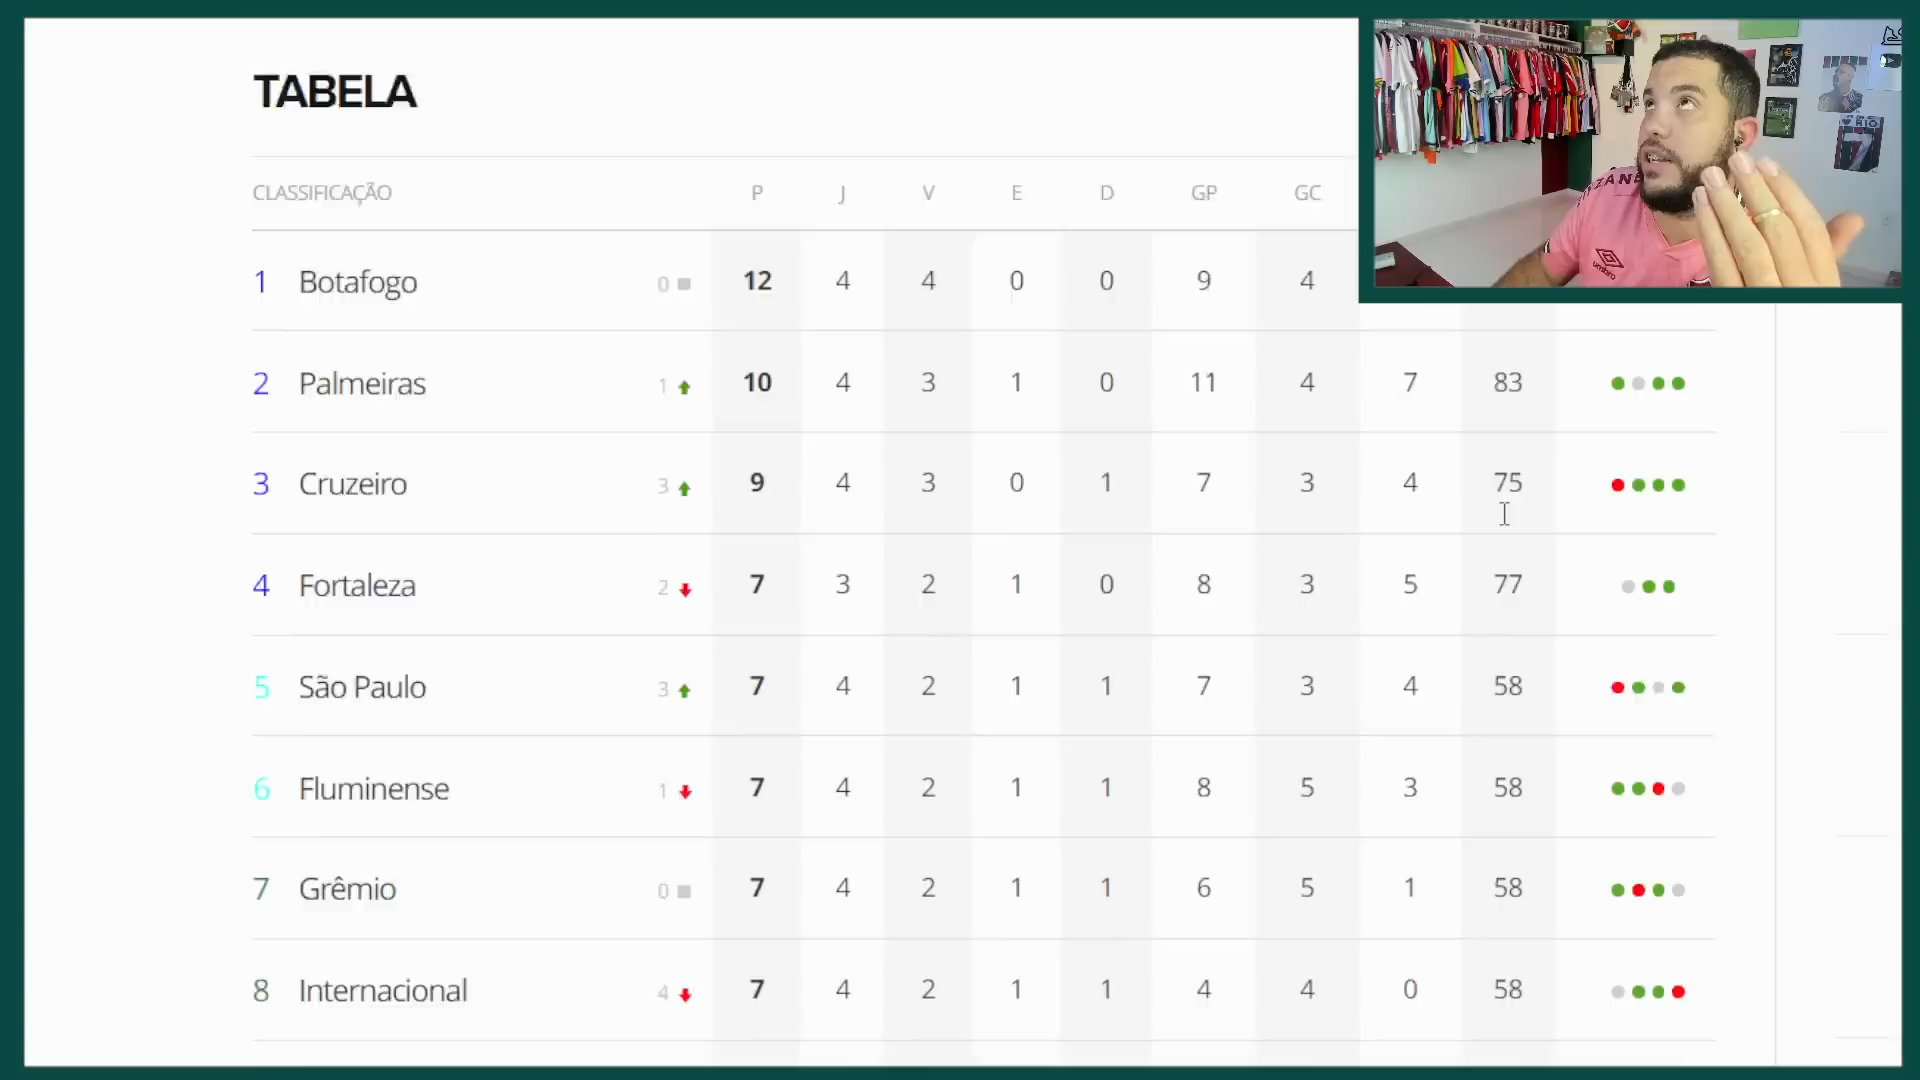 TABELA
CLASSIFICAÇÃO P J V E D GP GC
1 Botafogo 0 12 4 4 0 0 9 4
2 Palmeiras 1 10 4 3 1 0 11 4 7 83
3 Cruzeiro 3 9 4 3 0 1 7 3 4 75
4 Fortaleza 2 7 3 2 1 0 8 3 5 77
5 São Paulo 3 7 4 2 1 1 7 3 4 58
6 Fluminense 1 7 4 2 1 1 8 5 3 58
7 Grêmio 0 7 4 2 1 1 6 5 1 58
8 Internacional 4 7 4 2 1 1 4 4 0 58
R10
7
umbro